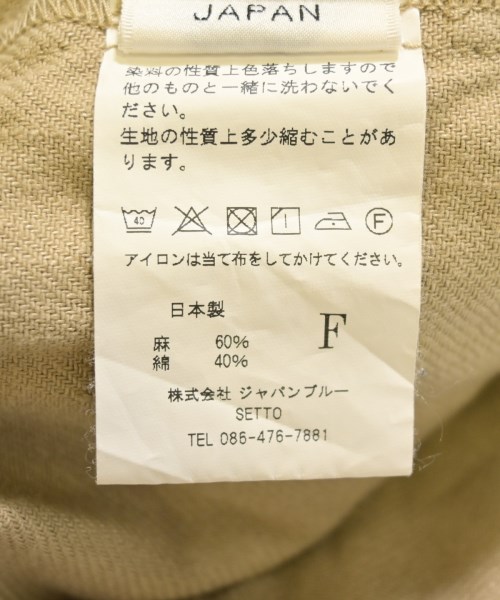 JAPAN
染料の性質上色落ちしますので
他のものと一緒に洗わないでく
ださい。
生地の性質上多少縮むことがあ
ります。
40
F
アイロンは当て布をしてかけてください。
日本製
F
麻 60%
綿 40%
株式会社 ジャパンブルー
SETTO
TEL 086-476-7881